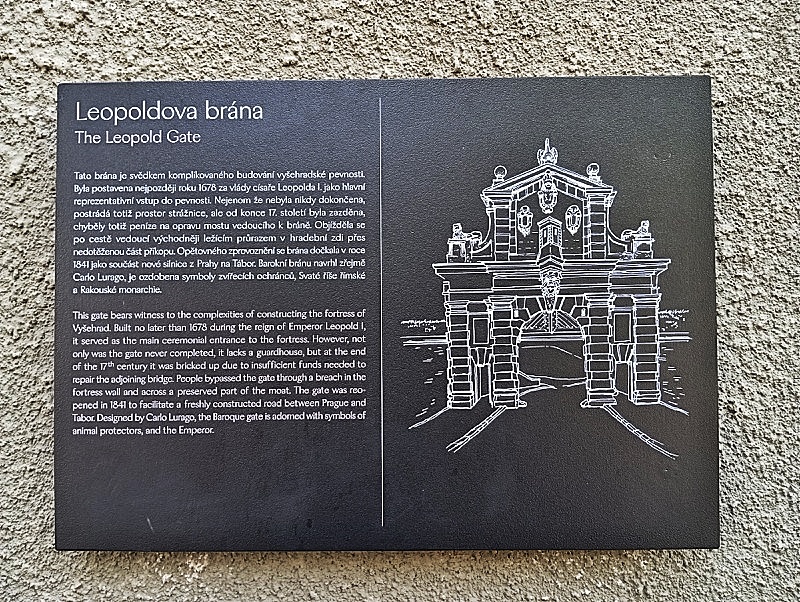 Leopoldova brána
The Leopold Gate
Tato brána je svědkem komplikovaného budování vyšehradské pevnosti.
Byla postavena nejpozději roku 1678 za vlády císaře Leopolda I. jako hlavní
reprezentativní vstup do pevnosti. Nejenom že nebyla nikdy dokončena,
postrádá totiž prostor strážnice, ale od konce 17. století byla zazděna,
chyběly totiž peníze na opravu mostu vedoucího k bráně. Objížděla se
po cestě vedoucí východněji ležícím průrazem v hradební zdi přes
nedotěženou část příkopu. Opětovného zprovoznění se brána dočkala v roce
1841 jako součást nové silnice z Prahy na Tábor. Barokní bránu navrhl zřejmě
Carlo Lurago, je ozdobena symboly zvířecích ochránců, Svaté říše římské
a Rakouské monarchie.
This gate bears witness to the complexities of constructing the fortress of
Vyšehrad. Built no later than 1678 during the reign of Emperor Leopold I,
it served as the main ceremonial entrance to the fortress. However, not
only was the gate never completed, it lacks a guardhouse, but at the end
of the 17th century it was bricked up due to insufficient funds needed to
repair the adjoining bridge. People bypassed the gate through a breach in the
fortress wall and across a preserved part of the moat. The gate was reo-
pened in 1841 to facilitate a freshly constructed road between Prague and
Tabor. Designed by Carlo Lurago, the Baroque gate is adorned with symbols of
animal protectors, and the Emperor.